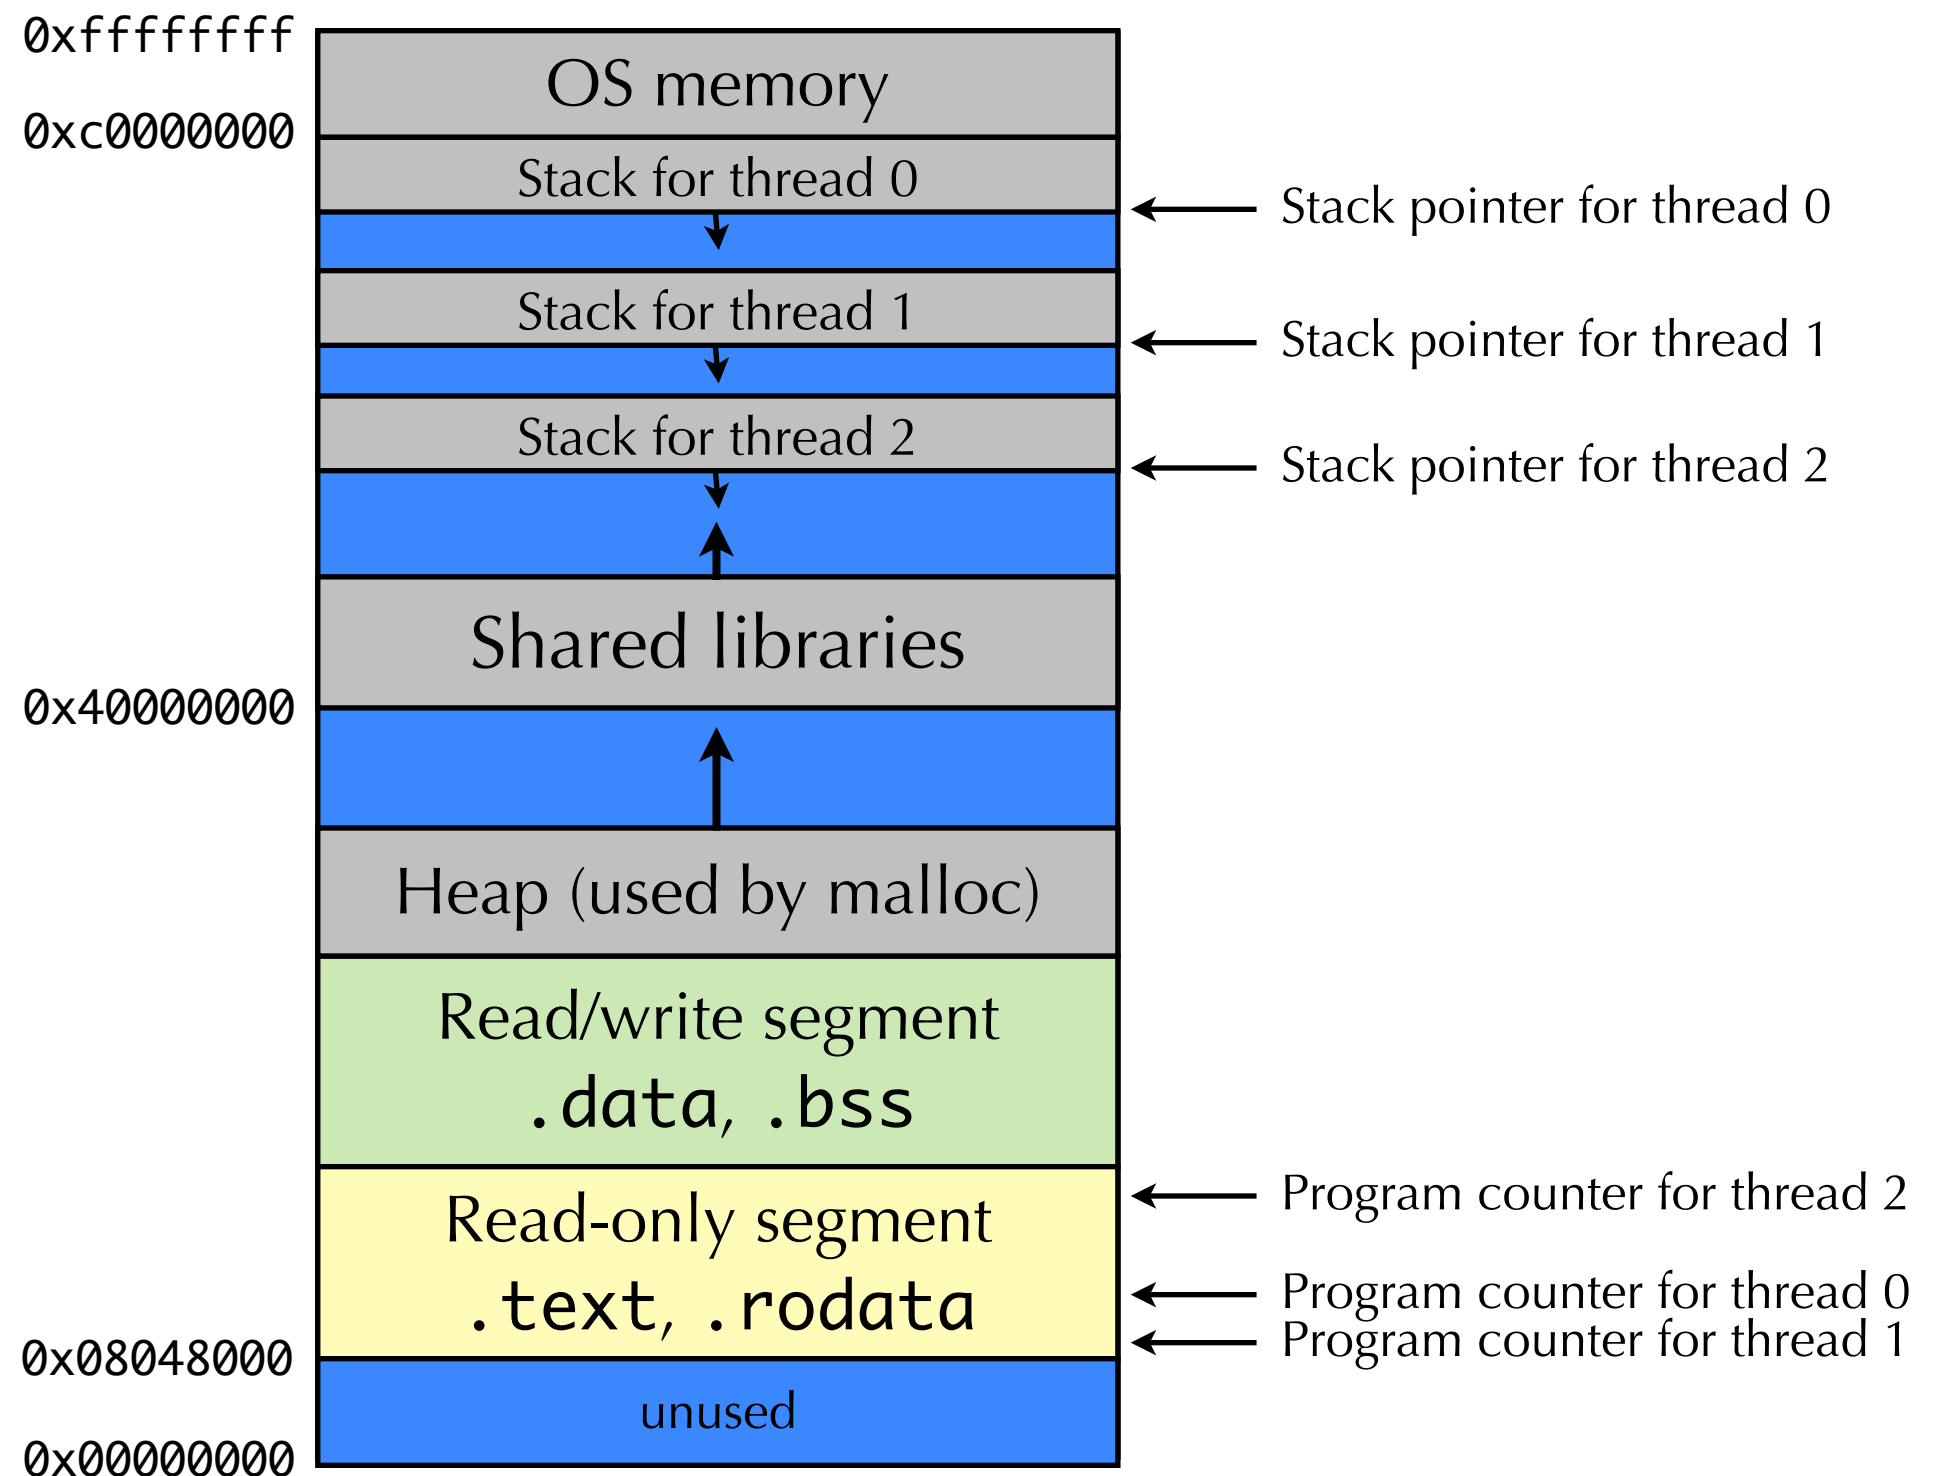 0xffffffff
OS memory
0xc0000000
Stack for thread 0
Stack pointer for thread 0
Stack for thread 1
Stack pointer for thread 1
Stack for thread 2
Stack pointer for thread 2
Shared libraries
0x40000000
Heap (used by malloc)
Read/write segment
.data, .bss
Program counter for thread 2
Read-only segment
.text, .rodata
Program counter for thread 0
Program counter for thread 1
0x08048000
unused
0x00000000